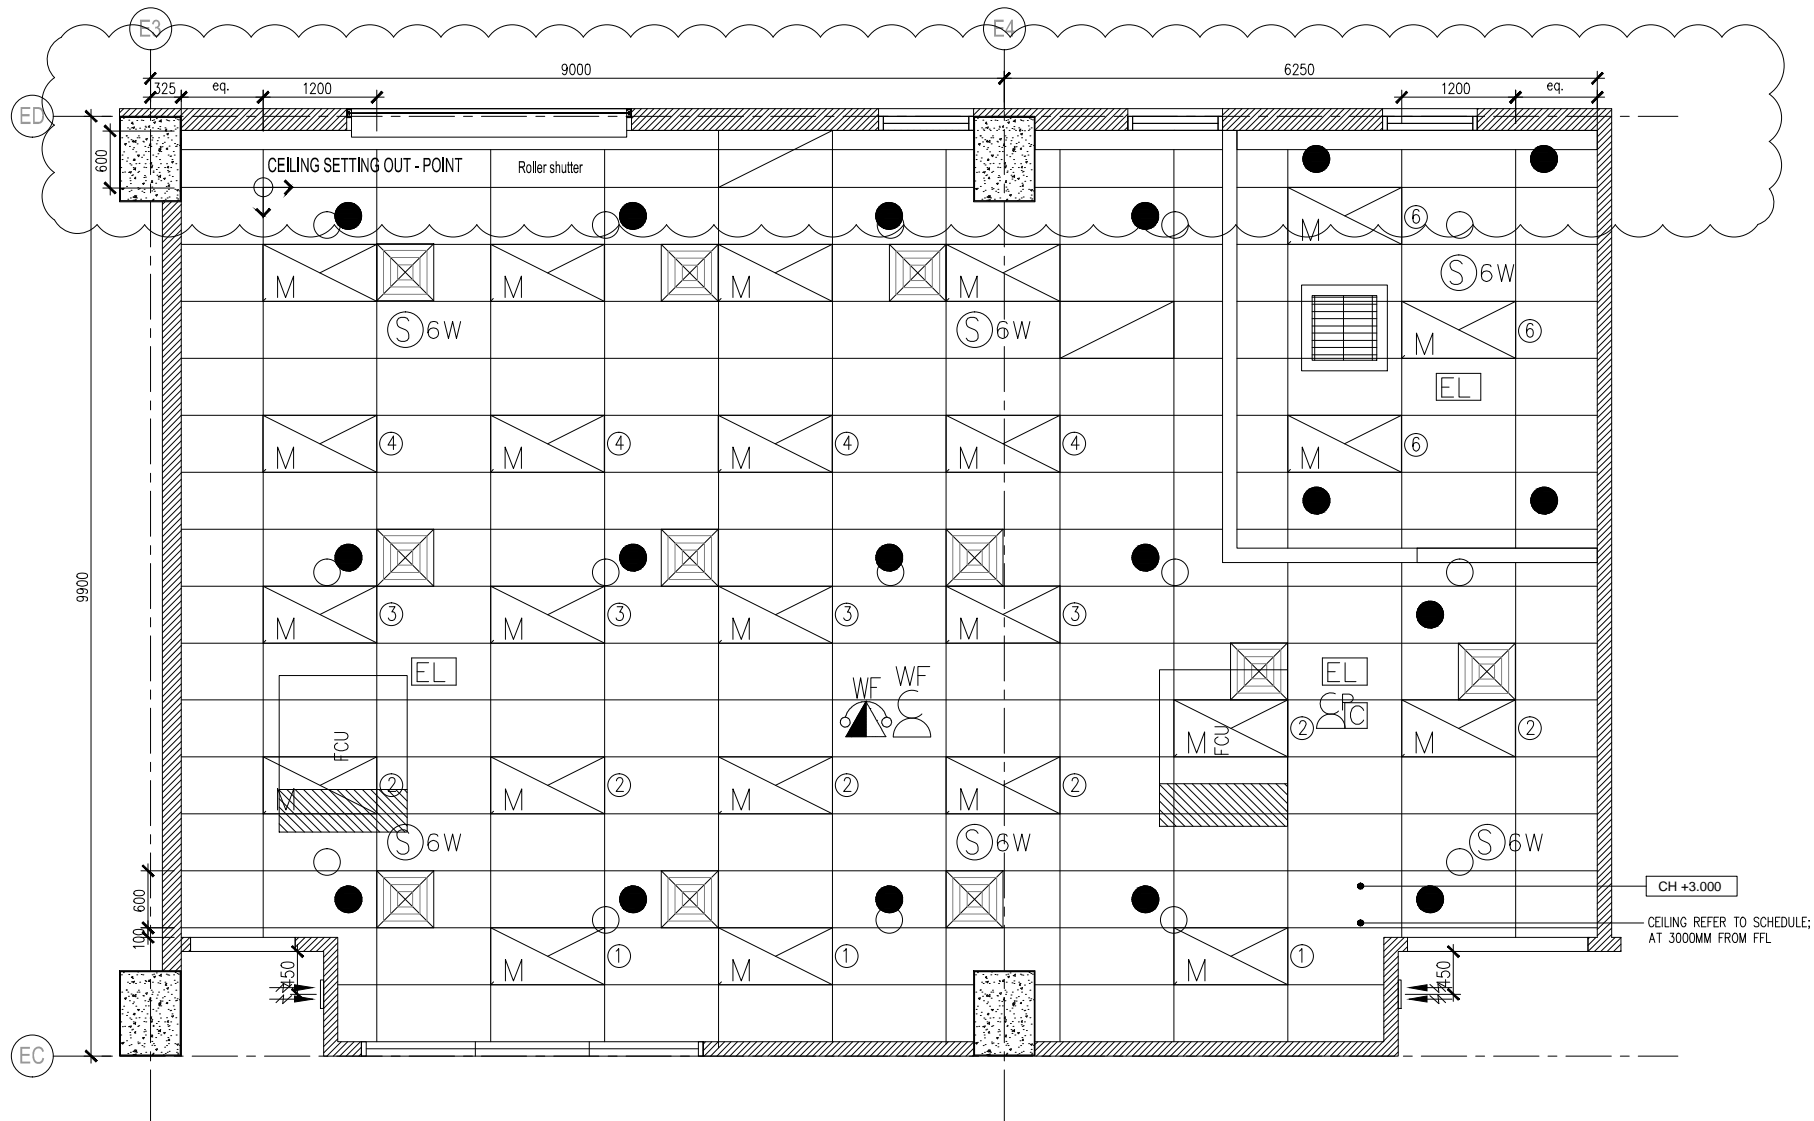 E3
E4
9000
6250
325
eq.
1200
1200
eq.
ED
600
CEILING SETTING OUT - POINT
Roller shutter
M
6
M
M
M
M
S 6W
S 6W
S 6W
M
6
EL
M
4
M
4
M
4
M
4
M
6
9900
M
3
M
3
M
3
M
3
EL
WF
WF
EL
C
FCU
M
FCU
2
M
2
M
2
M
2
M
2
M
2
S 6W
S 6W
S 6W
600
CH +3.000
100
CEILING REFER TO SCHEDULE;
AT 3000MM FROM FFL
M
1
M
1
M
1
450
450
EC